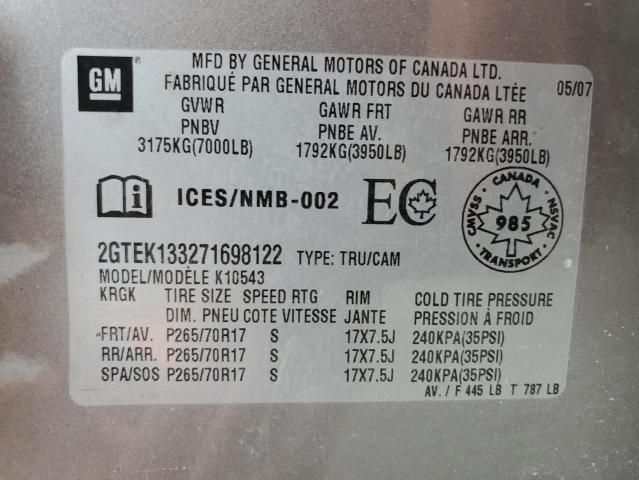 GM
MFD BY GENERAL MOTORS OF CANADA LTD.
FABRIQUÉ PAR GENERAL MOTORS DU CANADA LTÉE 05/07
GVWR GAWR FRT GAWR RR
PNBV PNBE AV. PNBE ARR.
3175KG(7000LB) 1792KG(3950LB) 1792KG(3950LB)
i ICES/NMB-002 EC
CANADA
CMVSS NSVAC
985
TRANSPORT
2GTEK133271698122 TYPE: TRU/CAM
MODEL/MODÈLE K10543
KRGK TIRE SIZE SPEED RTG RIM COLD TIRE PRESSURE
DIM. PNEU COTE VITESSE JANTE PRESSION À FROID
FRT/AV. P265/70R17 S 17X7.5J 240KPA(35PSI)
RR/ARR. P265/70R17 S 17X7.5J 240KPA(35PSI)
SPA/SOS P265/70R17 S 17X7.5J 240KPA(35PSI)
AV. / F 445 LB T 787 LB